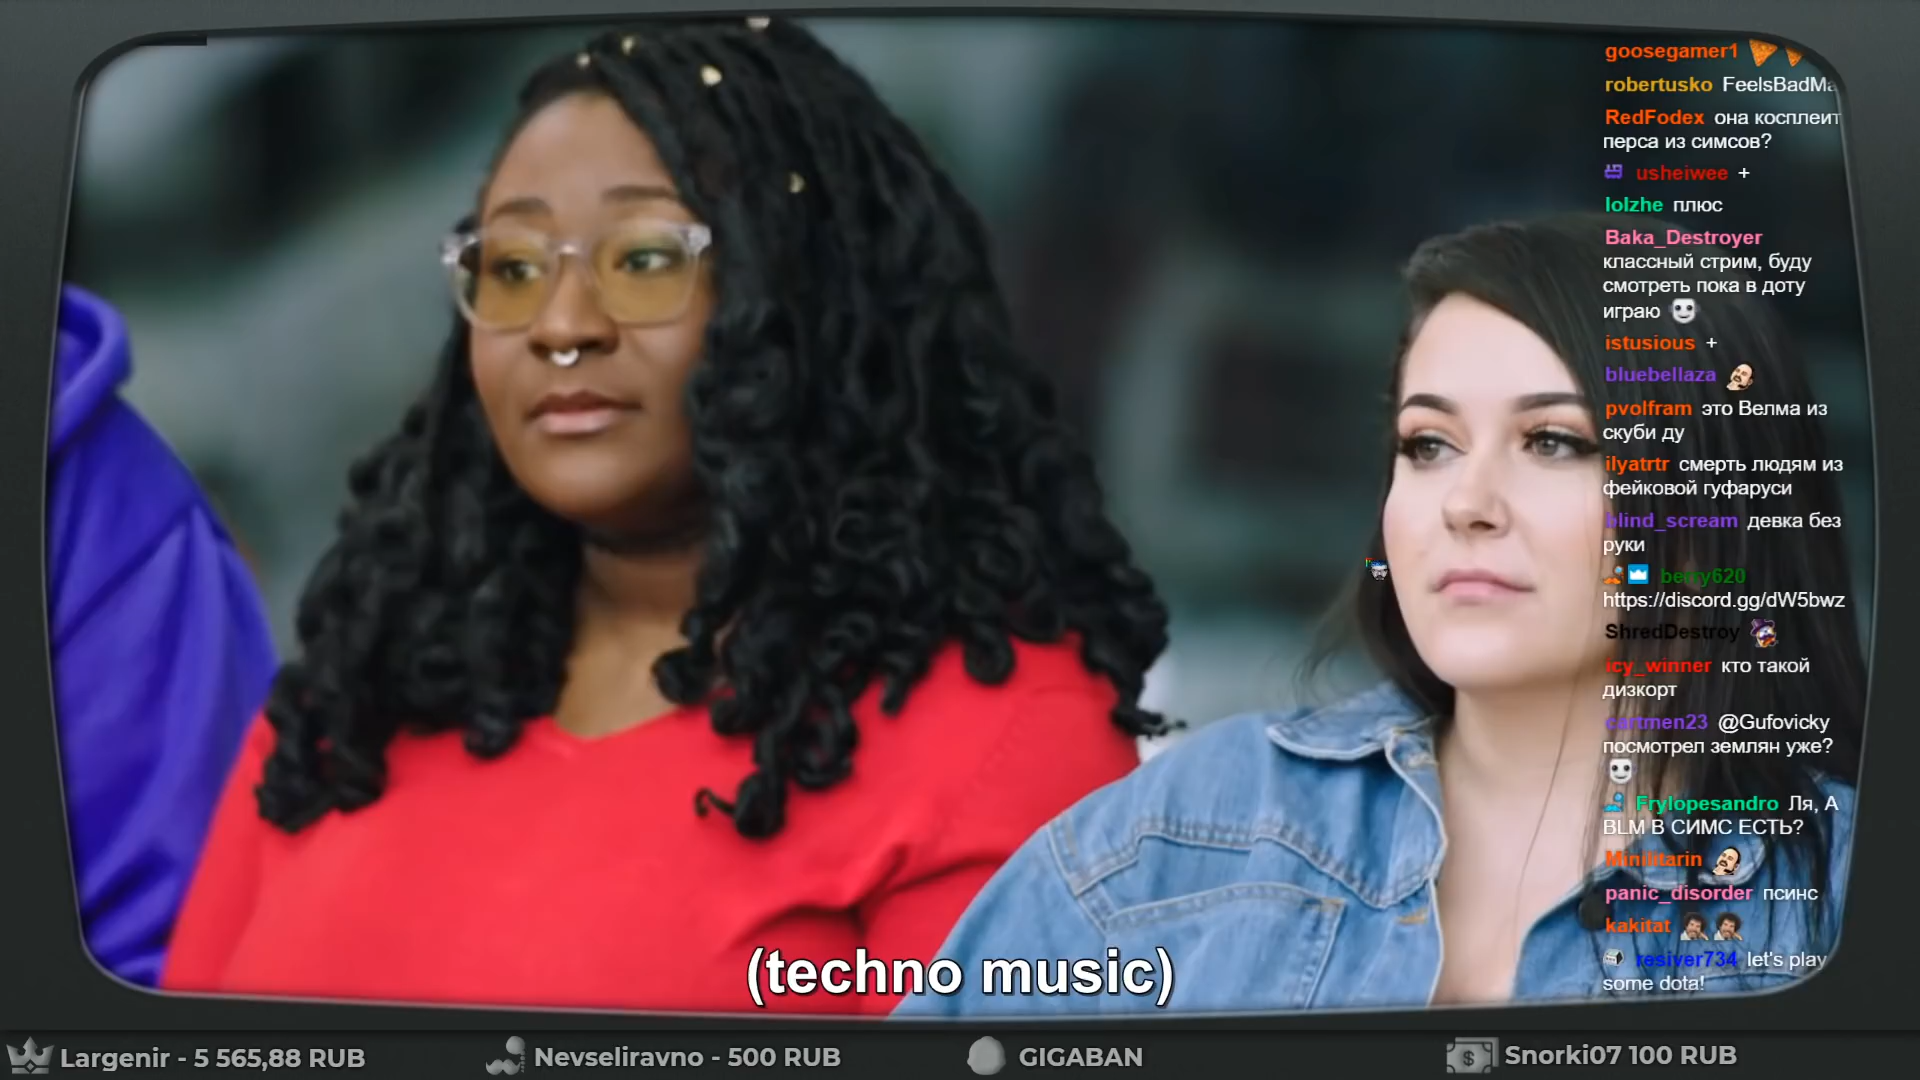 goosegamer1
robertusko FeelsBadMa
RedFodex она косплеит
перса из симсов?
usheiwee +
lolzhe плюс
Baka_Destroyer
классный стрим, буду
смотреть пока в доту
играю
istusious +
bluebellaza
pvolfram это Велма из
скуби ду
ilyatrtr смерть людям из
фейковой гуфаруси
blind_scream девка без
руки
berry620
https://discord.gg/dW5bwz
ShredDestroy
icy_winner кто такой
дизкорт
cartmen23 @Gufovicky
посмотрел землян уже?
Frylopesandro Ля, А
BLM В СИМС ЕСТЬ?
Minilitarin
panic_disorder псинс
kakitat
resiver734 let's play
some dota!
(techno music)
Largenir - 5 565,88 RUB
Nevseliravno - 500 RUB
GIGABAN
Snorki07 100 RUB